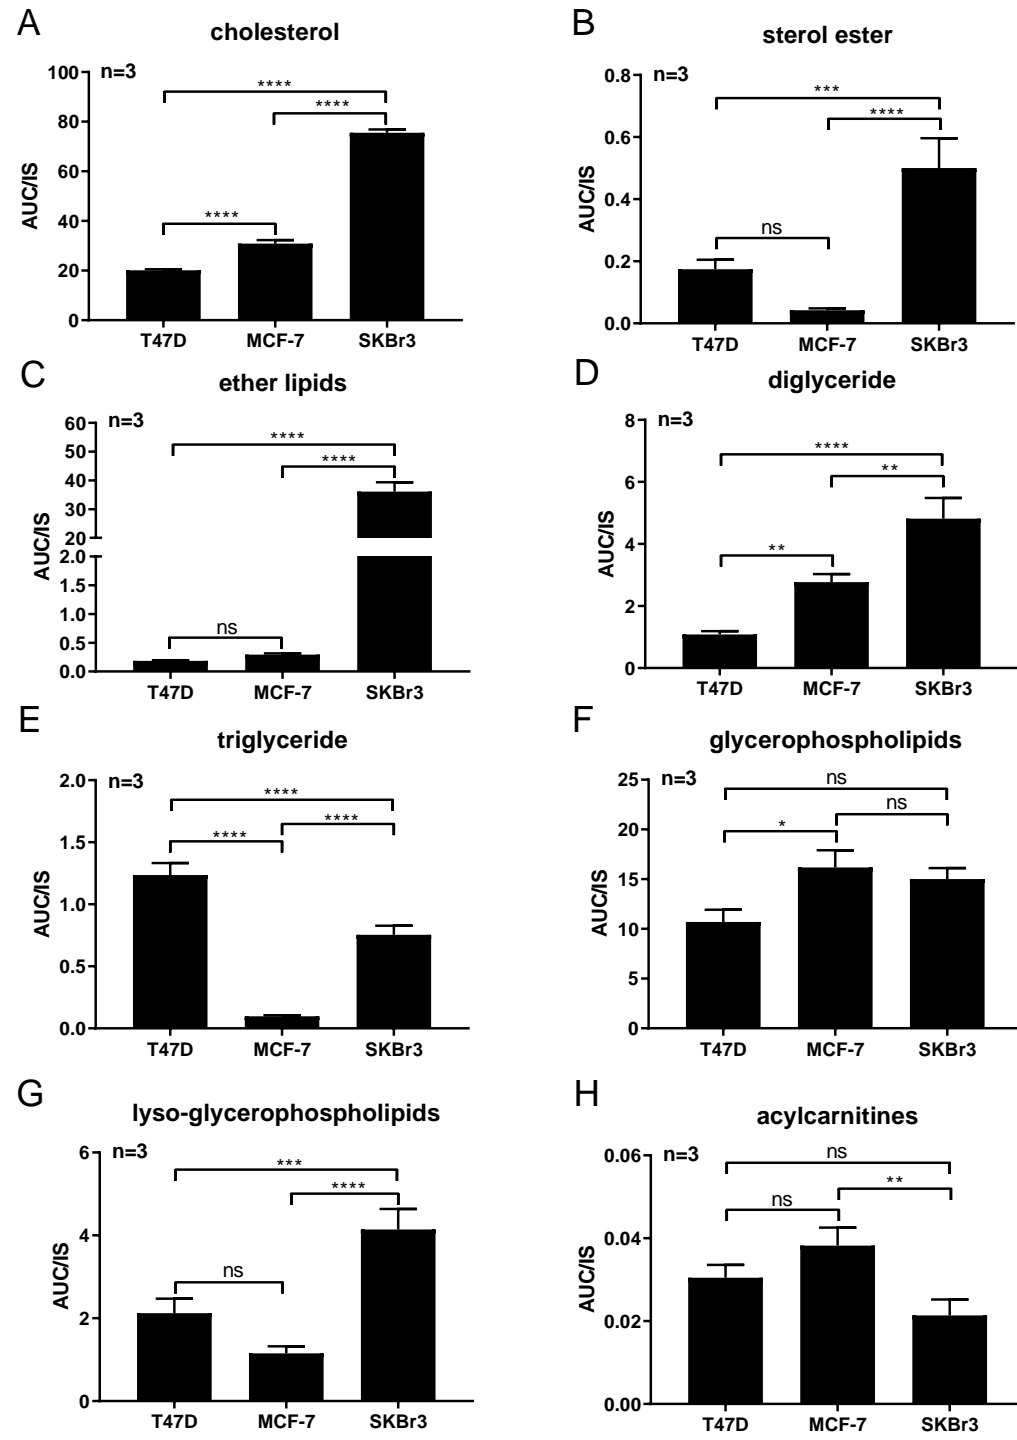 A
cholesterol
n=3
100
80
60
40
20
0
AUC/IS
****
****
****
T47D MCF-7 SKBr3
B
sterol ester
n=3
0.8
0.6
0.4
0.2
0.0
AUC/IS
***
****
ns
T47D MCF-7 SKBr3
C
ether lipids
n=3
60
50
40
30
20
2.0
1.5
1.0
0.5
0.0
AUC/IS
****
****
ns
T47D MCF-7 SKBr3
D
diglyceride
n=3
8
6
4
2
0
AUC/IS
****
**
**
T47D MCF-7 SKBr3
E
triglyceride
n=3
2.0
1.5
1.0
0.5
0.0
AUC/IS
****
****
****
T47D MCF-7 SKBr3
F
glycerophospholipids
n=3
25
20
15
10
5
0
AUC/IS
ns
ns
*
T47D MCF-7 SKBr3
G
lyso-glycerophospholipids
n=3
6
4
2
0
AUC/IS
***
****
ns
T47D MCF-7 SKBr3
H
acylcarnitines
n=3
0.06
0.04
0.02
0.00
AUC/IS
ns
**
ns
T47D MCF-7 SKBr3